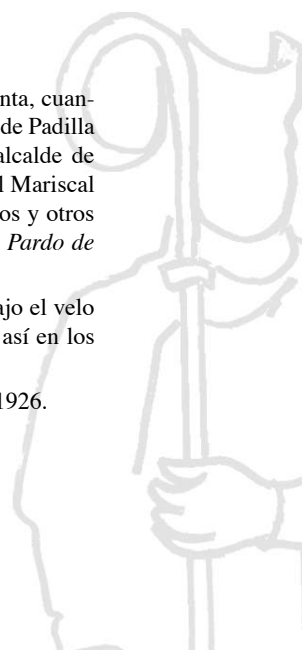 nta, cuan-
de Padilla
alcalde de
l Mariscal
os y otros
Pardo de
ajo el velo
así en los
1926.